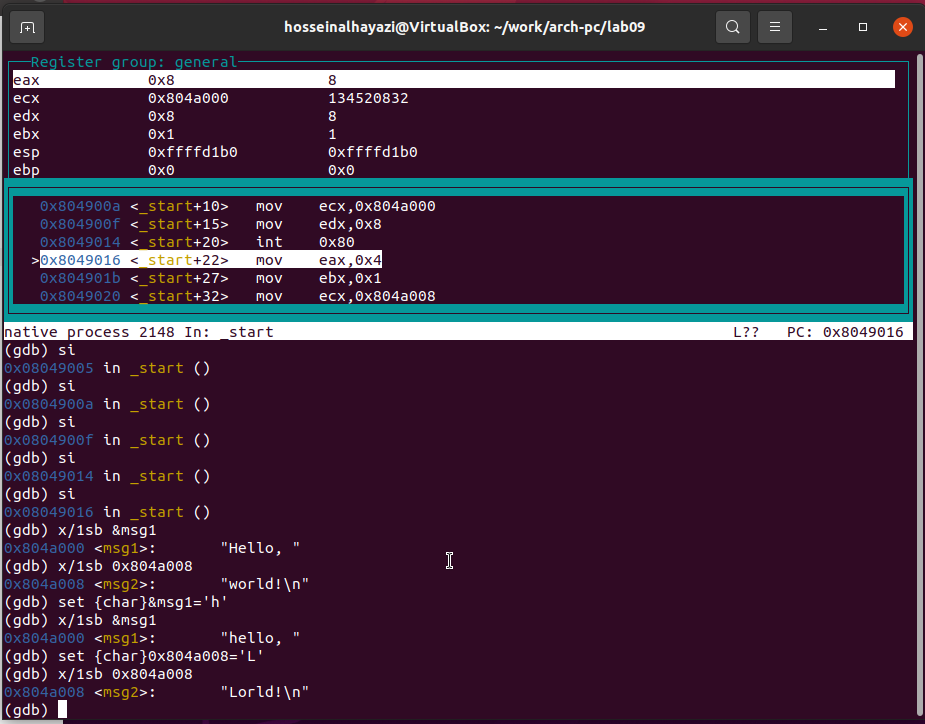 hosseinalhayazi@VirtualBox: ~/work/arch-pc/lab09
Register group: general
eax 0x8 8
ecx 0x804a000 134520832
edx 0x8 8
ebx 0x1 1
esp 0xffffd1b0 0xffffd1b0
ebp 0x0 0x0
0x804900a <_start+10> mov ecx,0x804a000
0x804900f <_start+15> mov edx,0x8
0x8049014 <_start+20> int 0x80
>0x8049016 <_start+22> mov eax,0x4
0x804901b <_start+27> mov ebx,0x1
0x8049020 <_start+32> mov ecx,0x804a008
native process 2148 In: _start L?? PC: 0x8049016
(gdb) si
0x08049005 in _start ()
(gdb) si
0x0804900a in _start ()
(gdb) si
0x0804900f in _start ()
(gdb) si
0x08049014 in _start ()
(gdb) si
0x08049016 in _start ()
(gdb) x/1sb &msg1
0x804a000 <msg1>: "Hello, "
(gdb) x/1sb 0x804a008
0x804a008 <msg2>: "world!\n"
(gdb) set {char}&msg1='h'
(gdb) x/1sb &msg1
0x804a000 <msg1>: "hello, "
(gdb) set {char}0x804a008='L'
(gdb) x/1sb 0x804a008
0x804a008 <msg2>: "Lorld!\n"
(gdb)